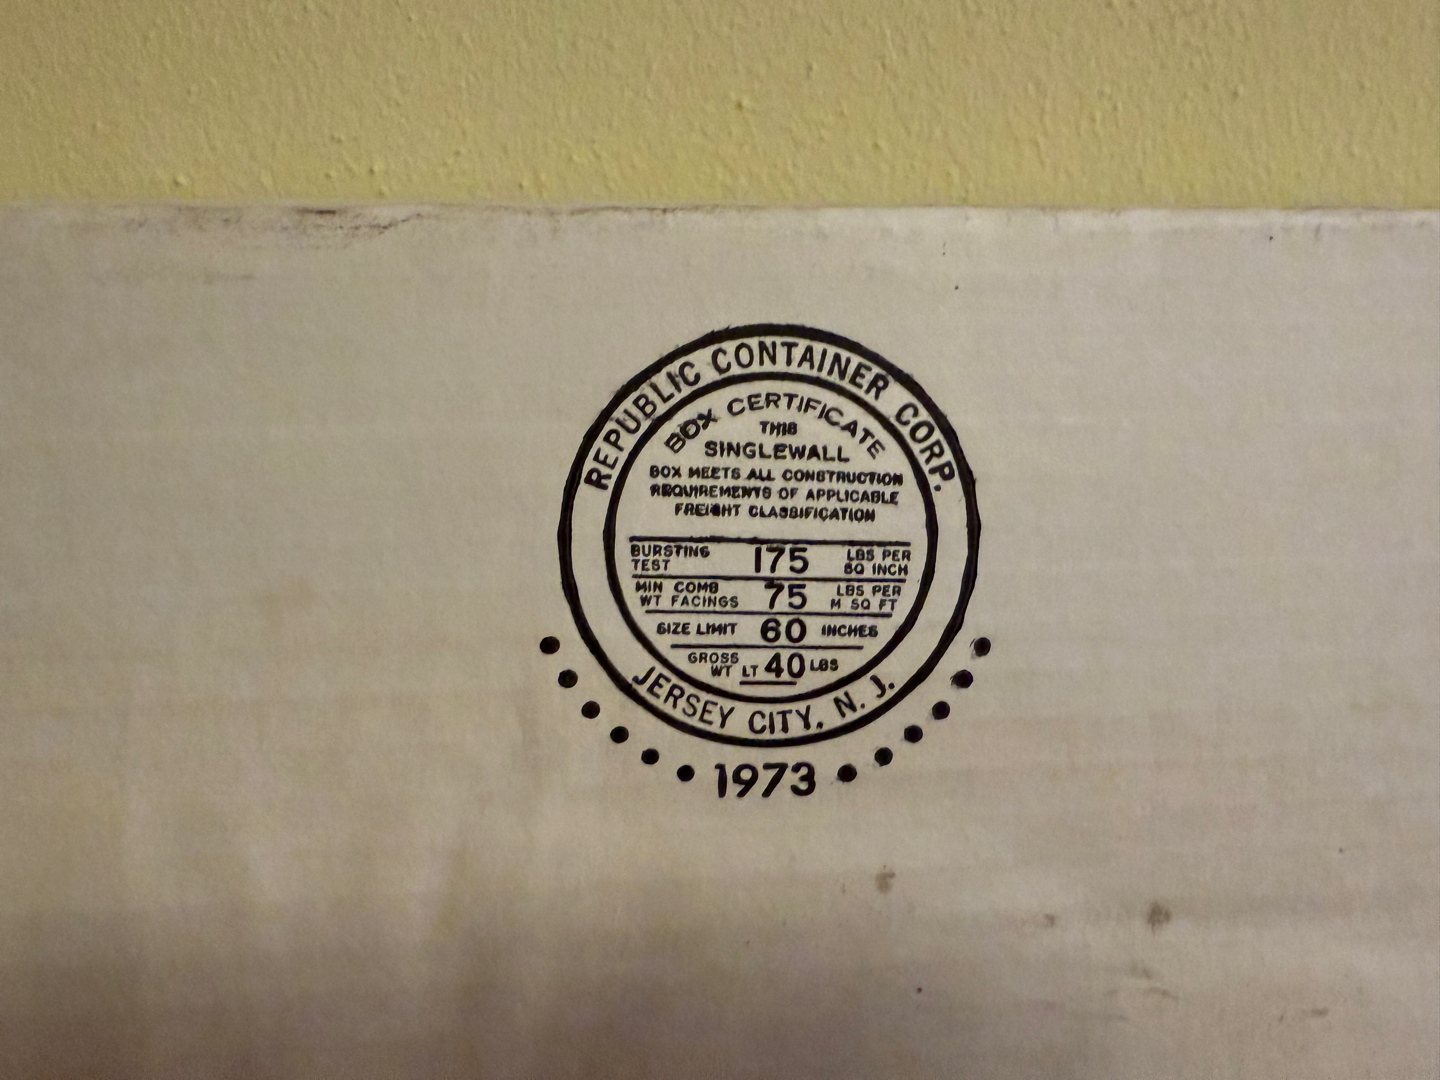 REPUBLIC CONTAINER CORP.
BOX CERTIFICATE
THIS
SINGLEWALL
BOX MEETS ALL CONSTRUCTION
REQUIREMENTS OF APPLICABLE
FREIGHT CLASSIFICATION
BURSTING TEST 175 LBS PER SQ INCH
MIN COMB WT FACINGS 75 LBS PER M SQ FT
SIZE LIMIT 60 INCHES
GROSS WT LT 40 LBS
JERSEY CITY, N. J.
1973